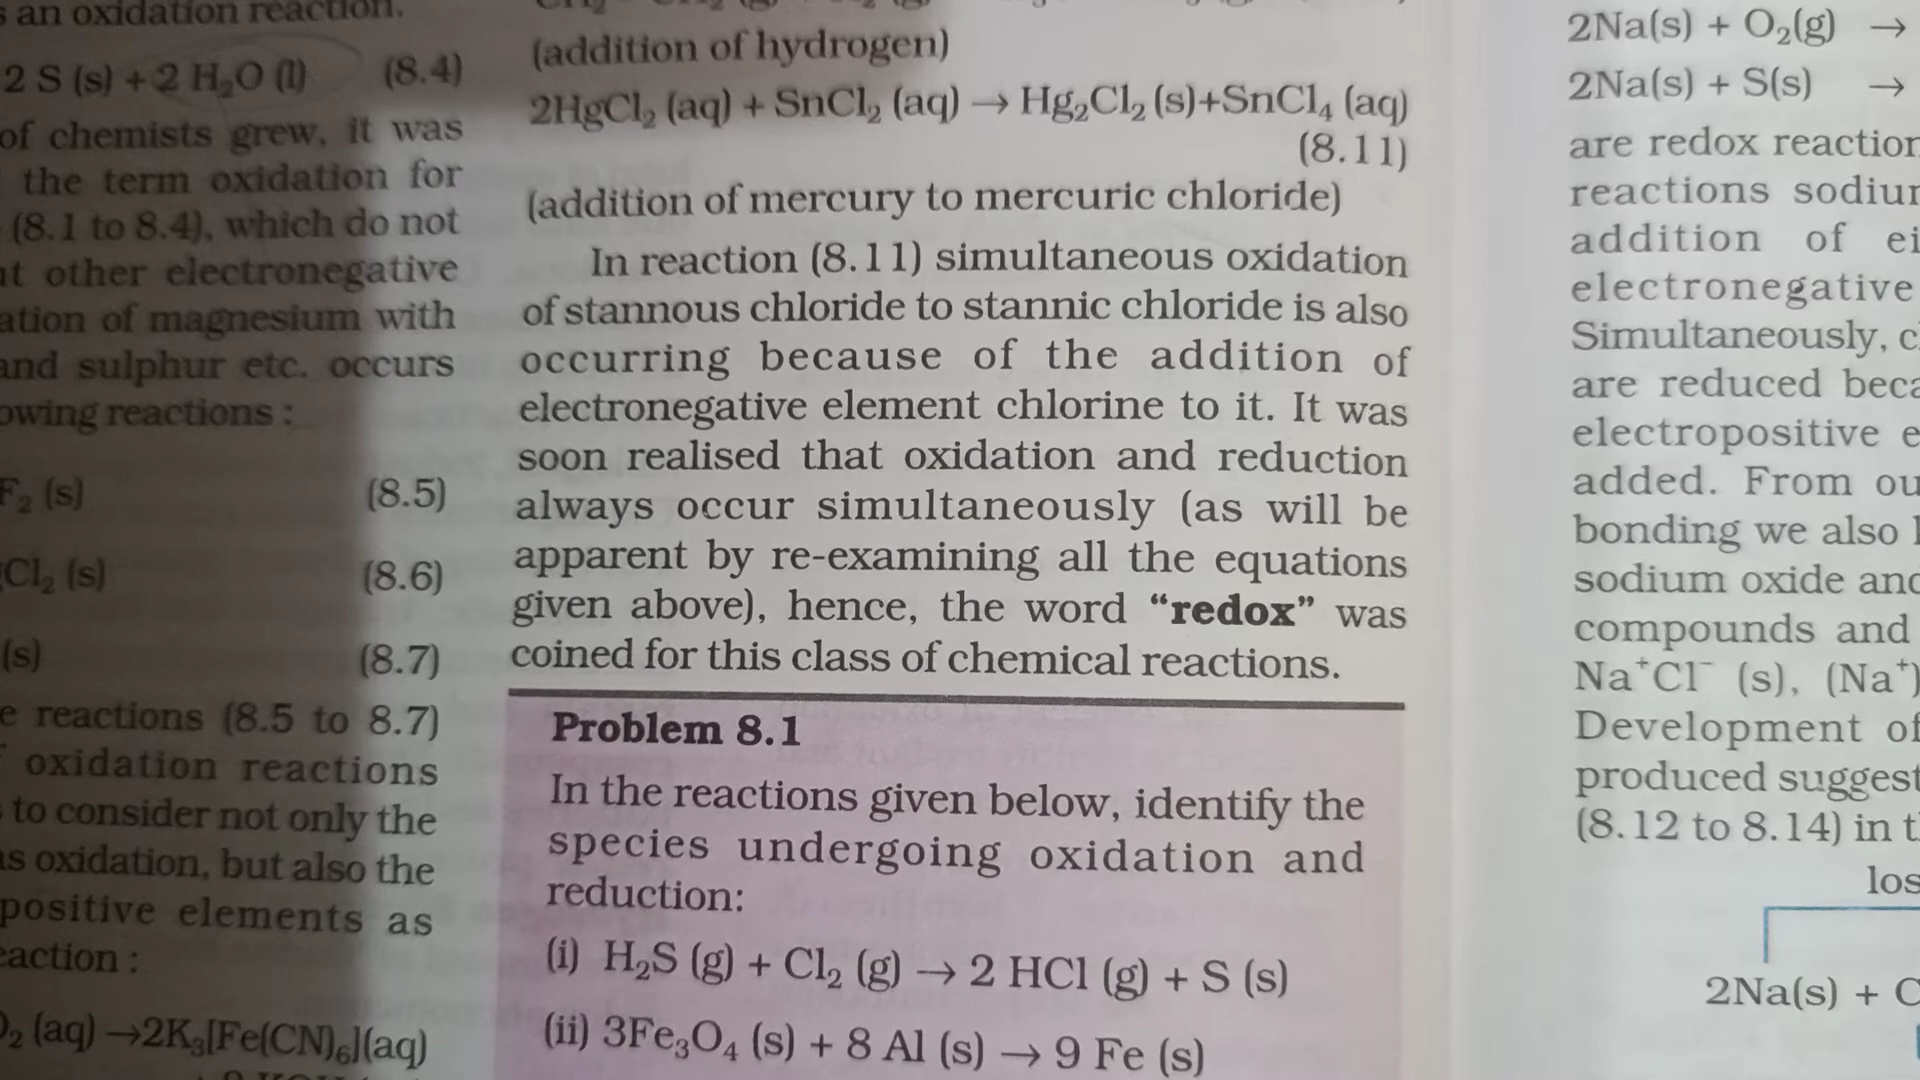 s an oxidation reaction.
2 S (s) + 2 H₂O (l) (8.4)
of chemists grew, it was
the term oxidation for
(8.1 to 8.4), which do not
at other electronegative
ation of magnesium with
and sulphur etc. occurs
owing reactions :
F₂ (s) (8.5)
Cl₂ (s) (8.6)
(s) (8.7)
e reactions (8.5 to 8.7)
oxidation reactions
to consider not only the
as oxidation, but also the
positive elements as
eaction :
O₂ (aq) →2K₃[Fe(CN)₆](aq)
(addition of hydrogen)
2HgCl₂ (aq) + SnCl₂ (aq) → Hg₂Cl₂ (s)+SnCl₄ (aq)
(8.11)
(addition of mercury to mercuric chloride)
In reaction (8.11) simultaneous oxidation
of stannous chloride to stannic chloride is also
occurring because of the addition of
electronegative element chlorine to it. It was
soon realised that oxidation and reduction
always occur simultaneously (as will be
apparent by re-examining all the equations
given above), hence, the word “redox” was
coined for this class of chemical reactions.
Problem 8.1
In the reactions given below, identify the
species undergoing oxidation and
reduction:
(i) H₂S (g) + Cl₂ (g) → 2 HCl (g) + S (s)
(ii) 3Fe₃O₄ (s) + 8 Al (s) → 9 Fe (s)
2Na(s) + O₂(g) →
2Na(s) + S(s) →
are redox reaction
reactions sodiu
addition of ei
electronegative
Simultaneously, c
are reduced beca
electropositive e
added. From ou
bonding we also
sodium oxide and
compounds and
Na⁺Cl⁻ (s), (Na⁺)
Development of
produced suggest
(8.12 to 8.14) in t
los
2Na(s) + C